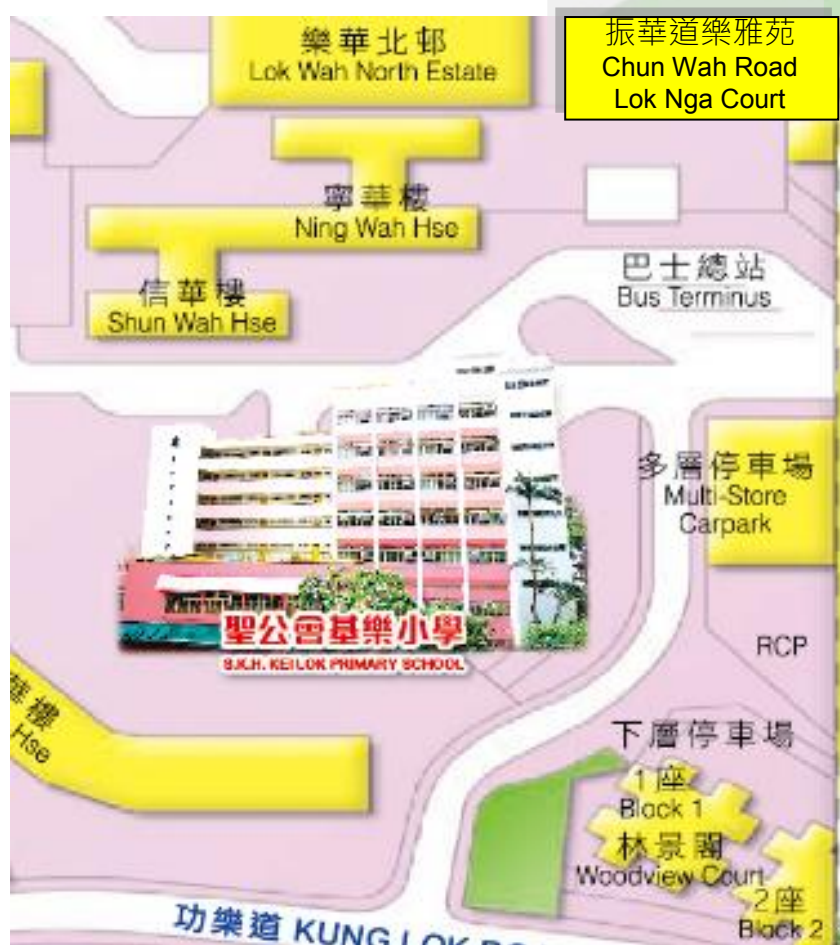 樂華北邨
Lok Wah North Estate
振華道樂雅苑
Chun Wah Road
Lok Nga Court
寧華樓
Ning Wah Hse
信華樓
Shun Wah Hse
巴士總站
Bus Terminus
多層停車場
Multi-Store
Carpark
聖公會基樂小學
S.K.H. KEI LOK PRIMARY SCHOOL
RCP
華樓
Hse
下層停車場
1座
Block 1
林景閣
Woodview Court
2座
Block 2
功樂道 KUNG LOK